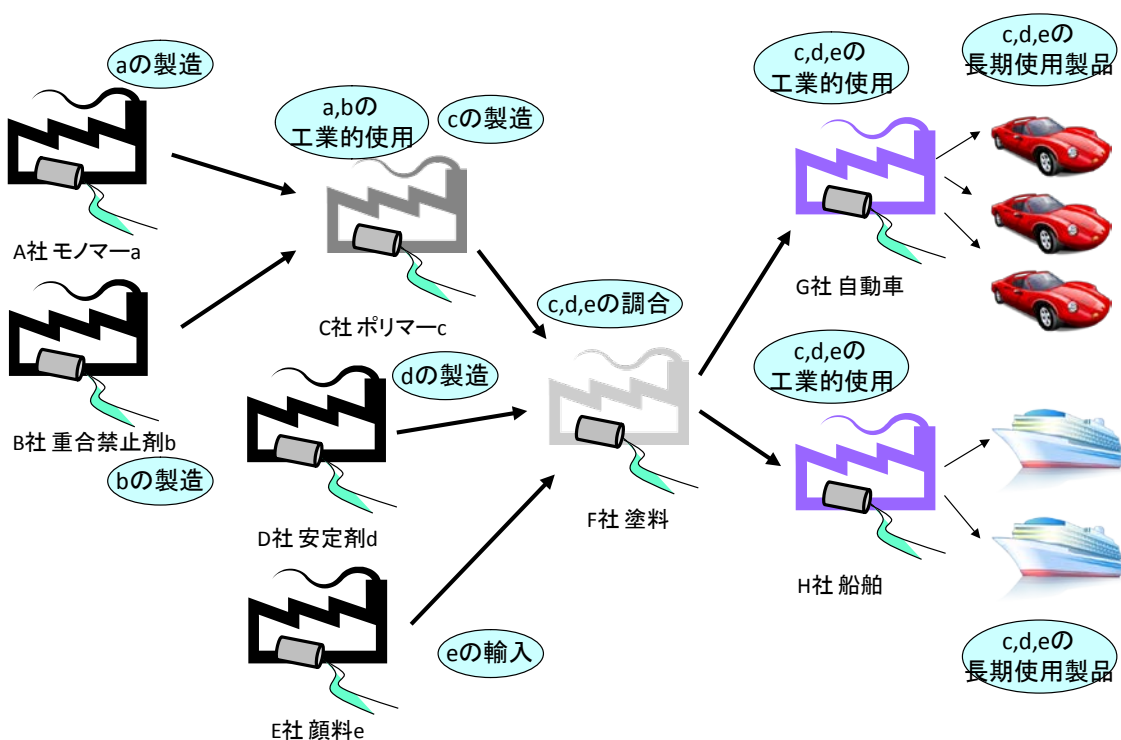 aの製造
A社 モノマーa
B社 重合禁止剤b
bの製造
a,bの
工業的使用
cの製造
C社 ポリマーc
dの製造
D社 安定剤d
eの輸入
E社 顔料e
c,d,eの調合
F社 塗料
c,d,eの
工業的使用
G社 自動車
c,d,eの
長期使用製品
c,d,eの
工業的使用
H社 船舶
c,d,eの
長期使用製品